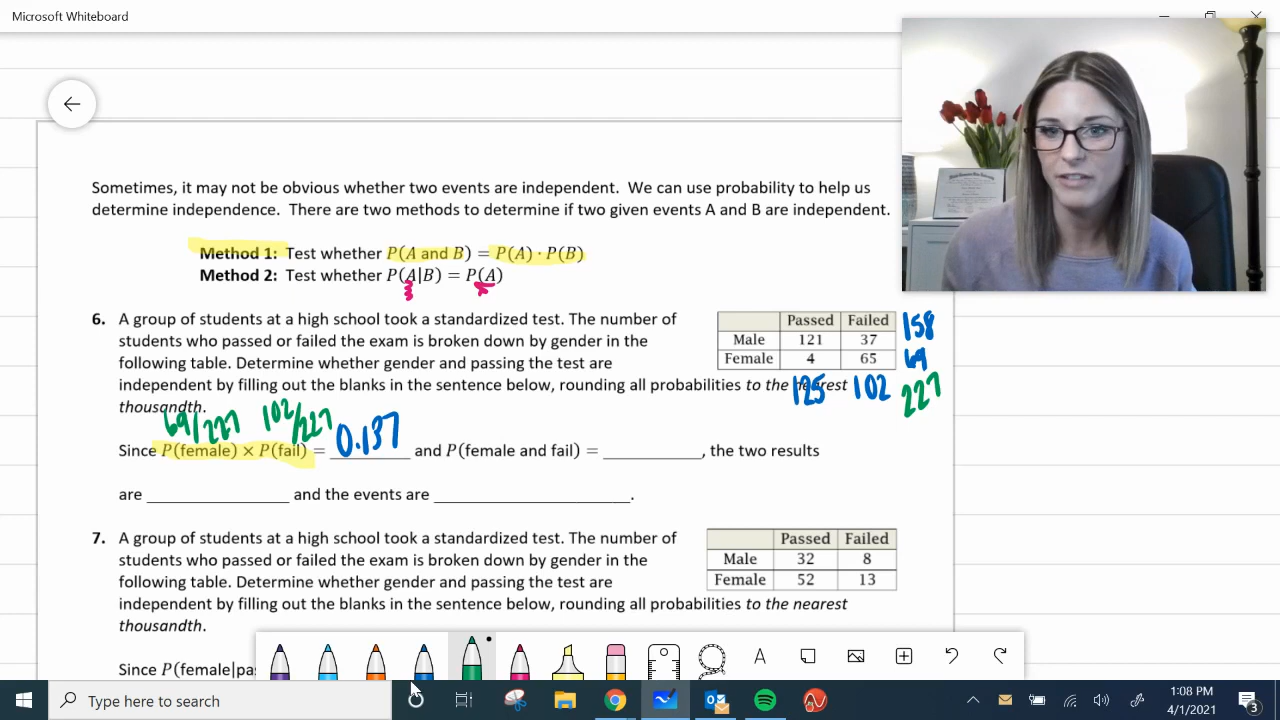 Microsoft Whiteboard
Sometimes, it may not be obvious whether two events are independent. We can use probability to help us
determine independence. There are two methods to determine if two given events A and B are independent.
Method 1: Test whether P(A and B) = P(A) · P(B)
Method 2: Test whether P(A|B) = P(A)
6. A group of students at a high school took a standardized test. The number of
students who passed or failed the exam is broken down by gender in the
following table. Determine whether gender and passing the test are
independent by filling out the blanks in the sentence below, rounding all probabilities to the nearest
thousandth.
Passed Failed 158
Male 121 37
Female 4 65 69
125 102 227
69/227 102/227
Since P(female) × P(fail) = 0.137 and P(female and fail) = ____________, the two results
are ________________ and the events are ______________________.
7. A group of students at a high school took a standardized test. The number of
students who passed or failed the exam is broken down by gender in the
following table. Determine whether gender and passing the test are
independent by filling out the blanks in the sentence below, rounding all probabilities to the nearest
thousandth.
Passed Failed
Male 32 8
Female 52 13
Since P(female|pa
A
Type here to search
1:08 PM
4/1/2021
3